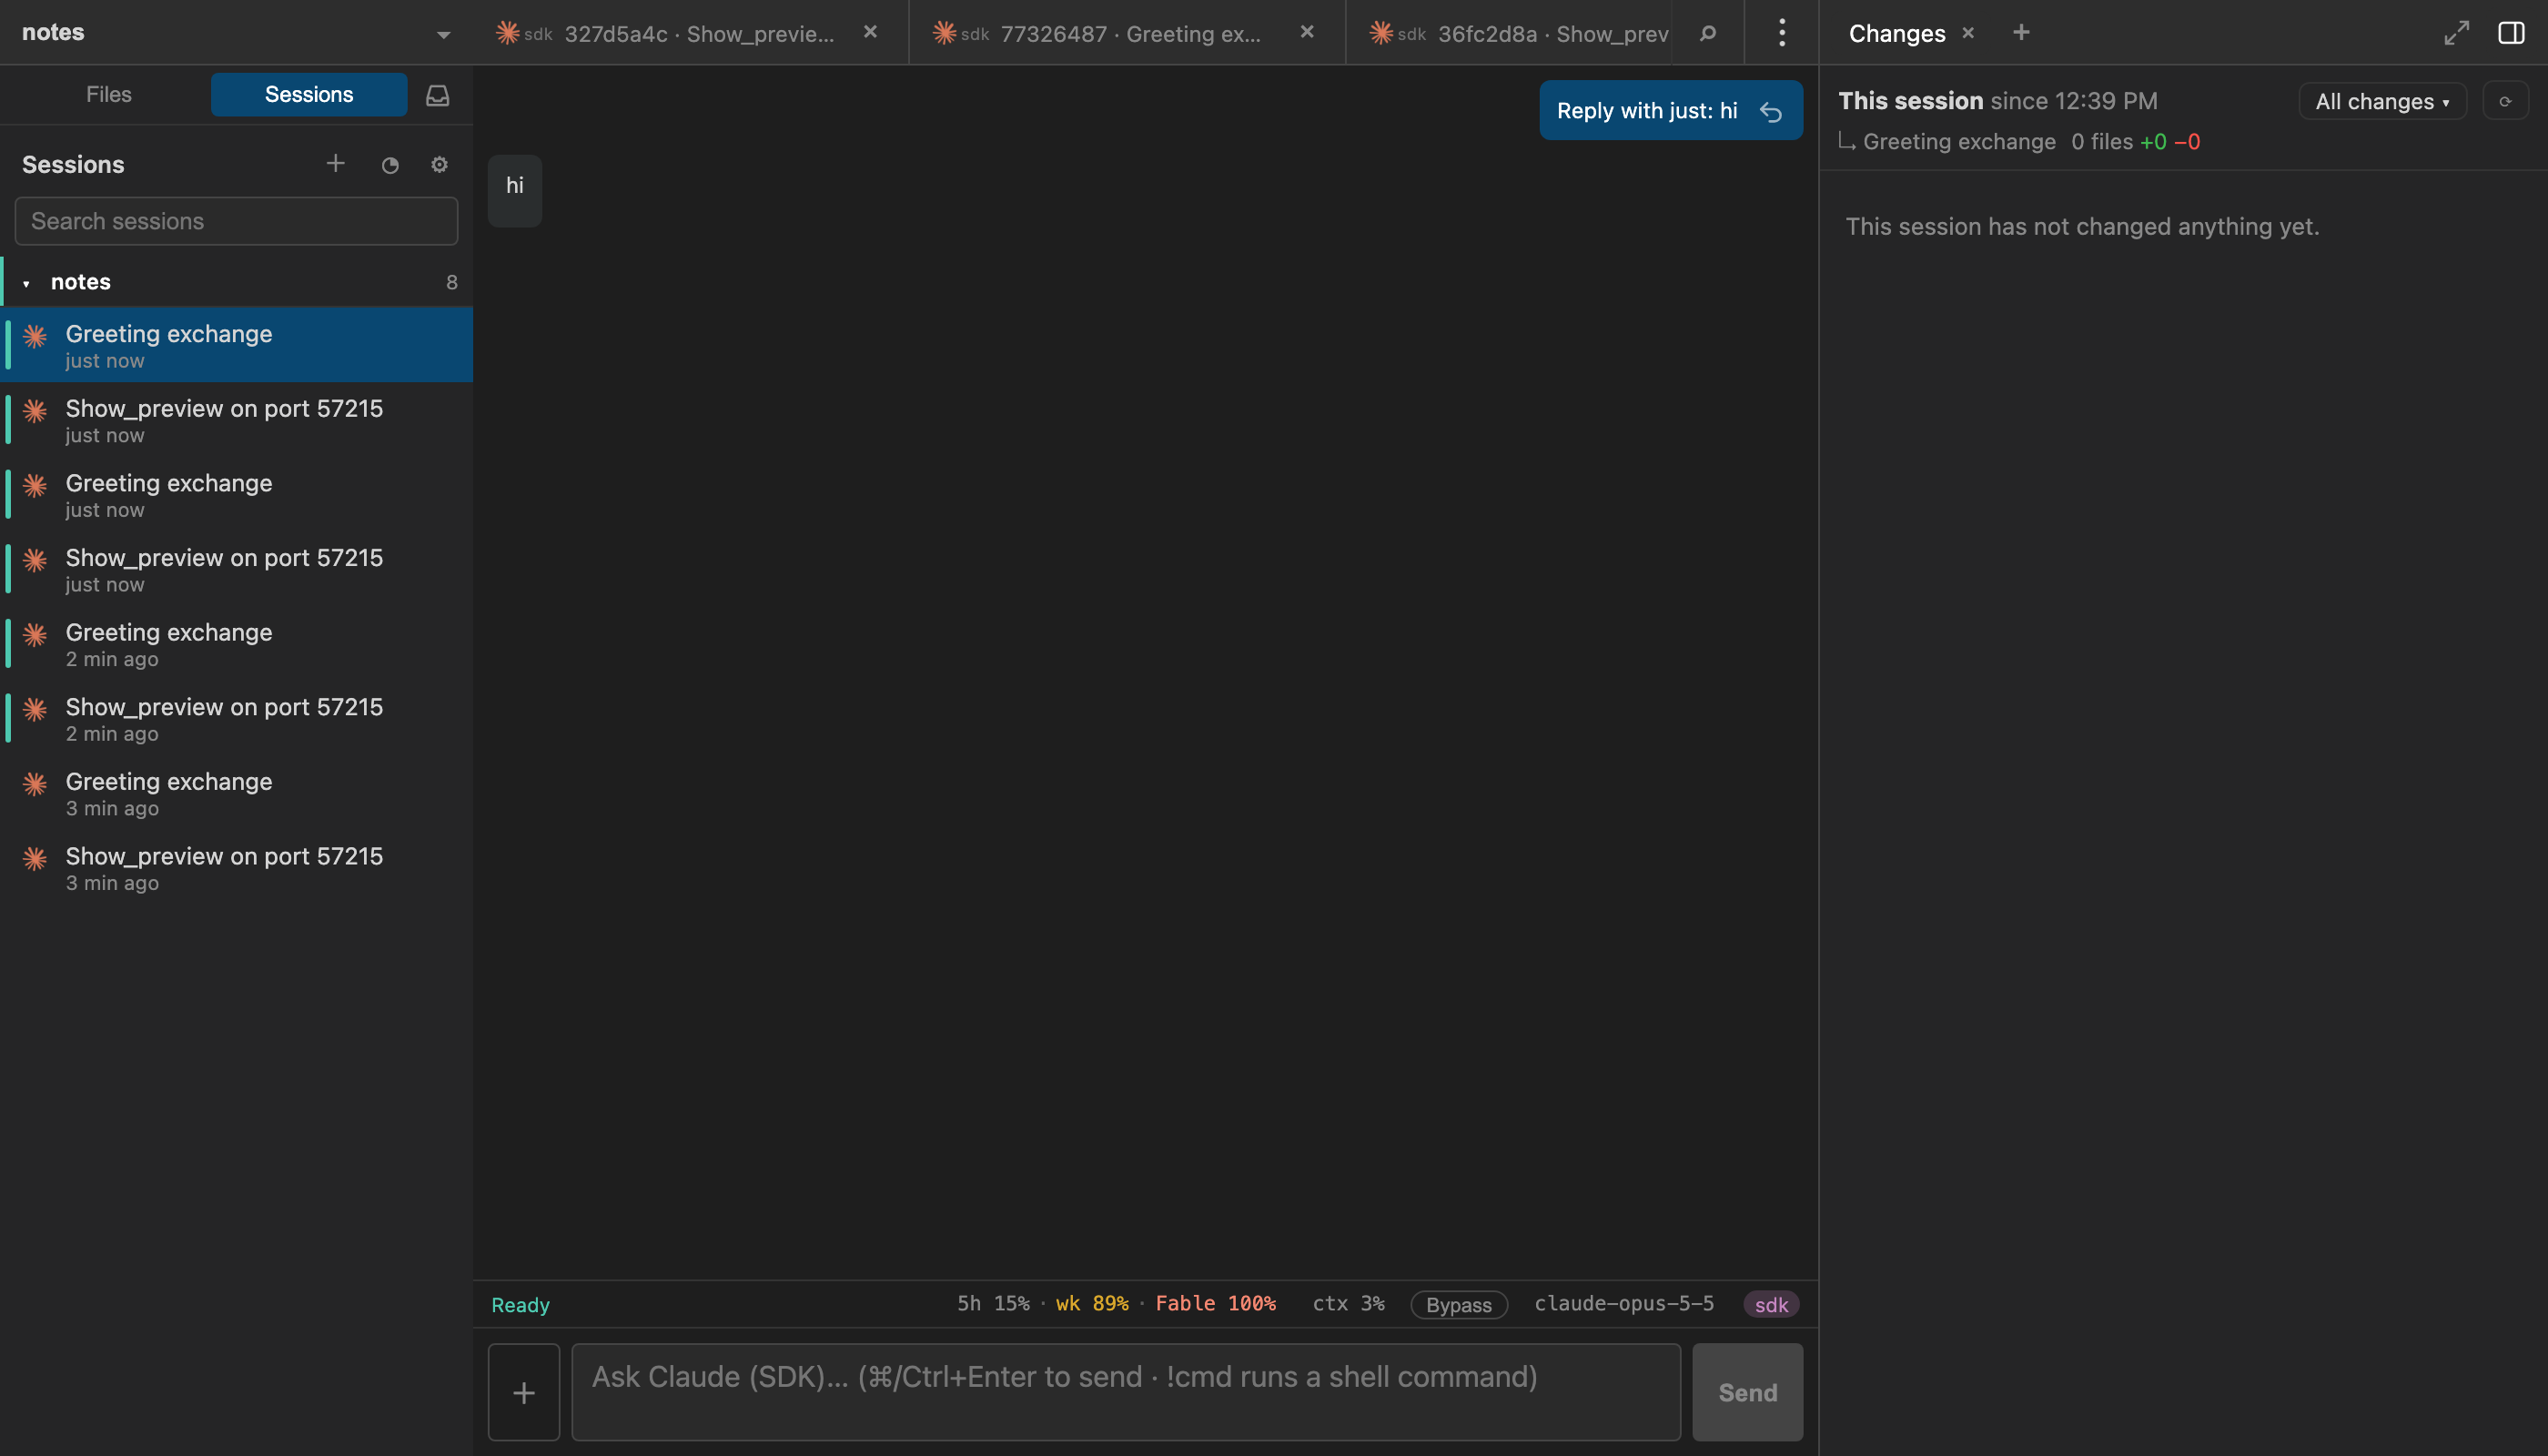 notes
sdk 327d5a4c · Show_previe...
sdk 77326487 · Greeting ex...
sdk 36fc2d8a · Show_prev
Changes
Files
Sessions
Sessions
Search sessions
notes 8
Greeting exchange
just now
Show_preview on port 57215
just now
Greeting exchange
just now
Show_preview on port 57215
just now
Greeting exchange
2 min ago
Show_preview on port 57215
2 min ago
Greeting exchange
3 min ago
Show_preview on port 57215
3 min ago
Reply with just: hi
hi
Ready
5h 15% · wk 89% · Fable 100% ctx 3% Bypass claude-opus-5-5 sdk
Ask Claude (SDK)... (⌘/Ctrl+Enter to send · !cmd runs a shell command)
Send
This session since 12:39 PM
All changes
Greeting exchange 0 files +0 −0
This session has not changed anything yet.